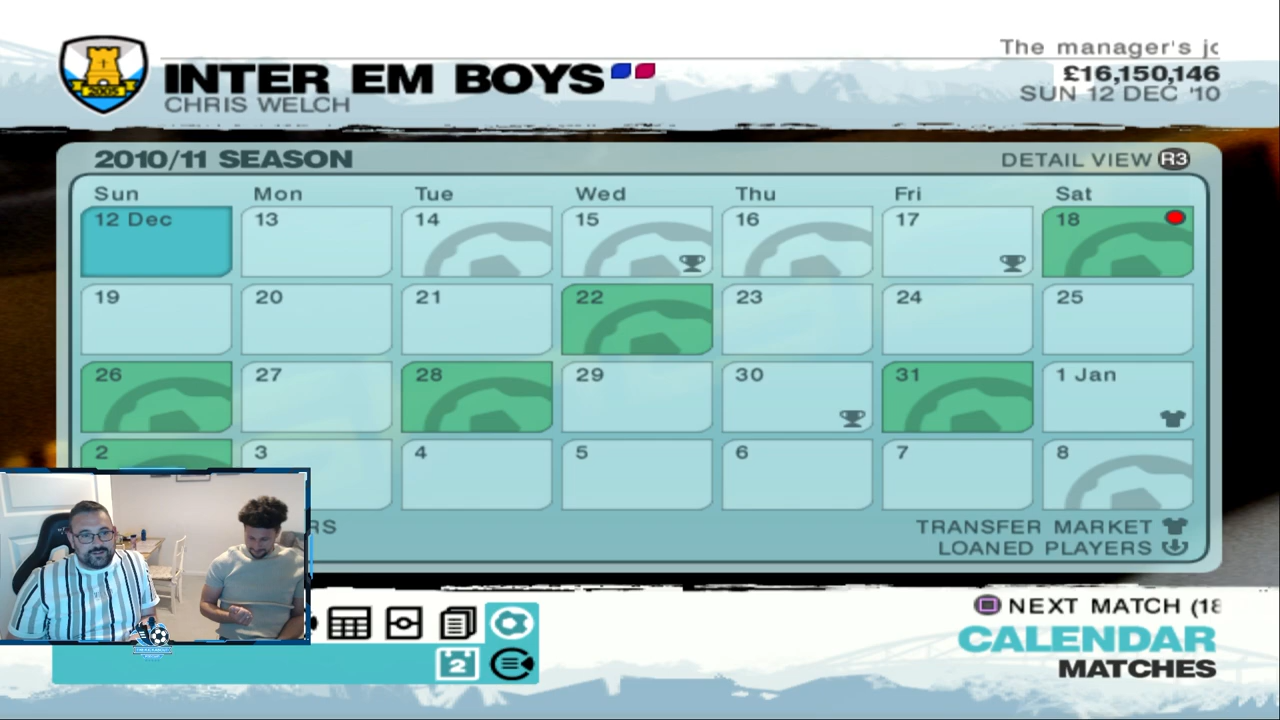 The manager's jo
INTER EM BOYS
£16,150,146
CHRIS WELCH
SUN 12 DEC '10
2005
2010/11 SEASON
DETAIL VIEW R3
Sun Mon Tue Wed Thu Fri Sat
12 Dec 13 14 15 16 17 18
19 20 21 22 23 24 25
26 27 28 29 30 31 1 Jan
2 3 4 5 6 7 8
RS
TRANSFER MARKET
LOANED PLAYERS
NEXT MATCH (18
CALENDAR
2
MATCHES